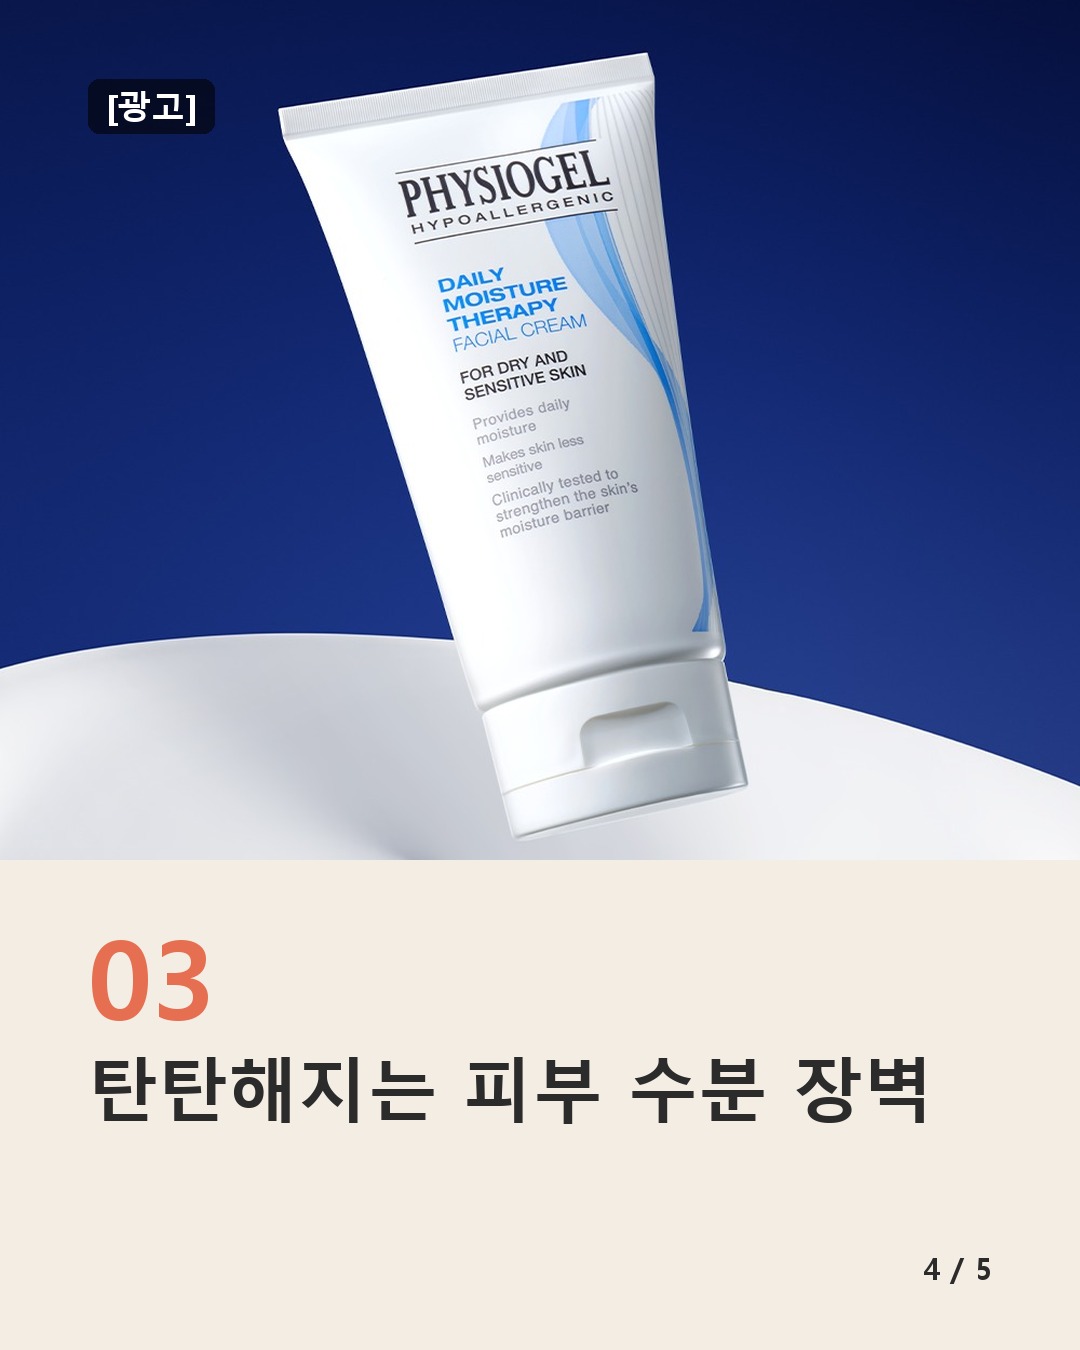 [광고]
PHYSIOGEL
HYPOALLERGENIC
DAILY
MOISTURE
THERAPY
FACIAL CREAM
FOR DRY AND
SENSITIVE SKIN
Provides daily
moisture
Makes skin less
sensitive
Clinically tested to
strengthen the skin's
moisture barrier
03
탄탄해지는 피부 수분 장벽
4 / 5